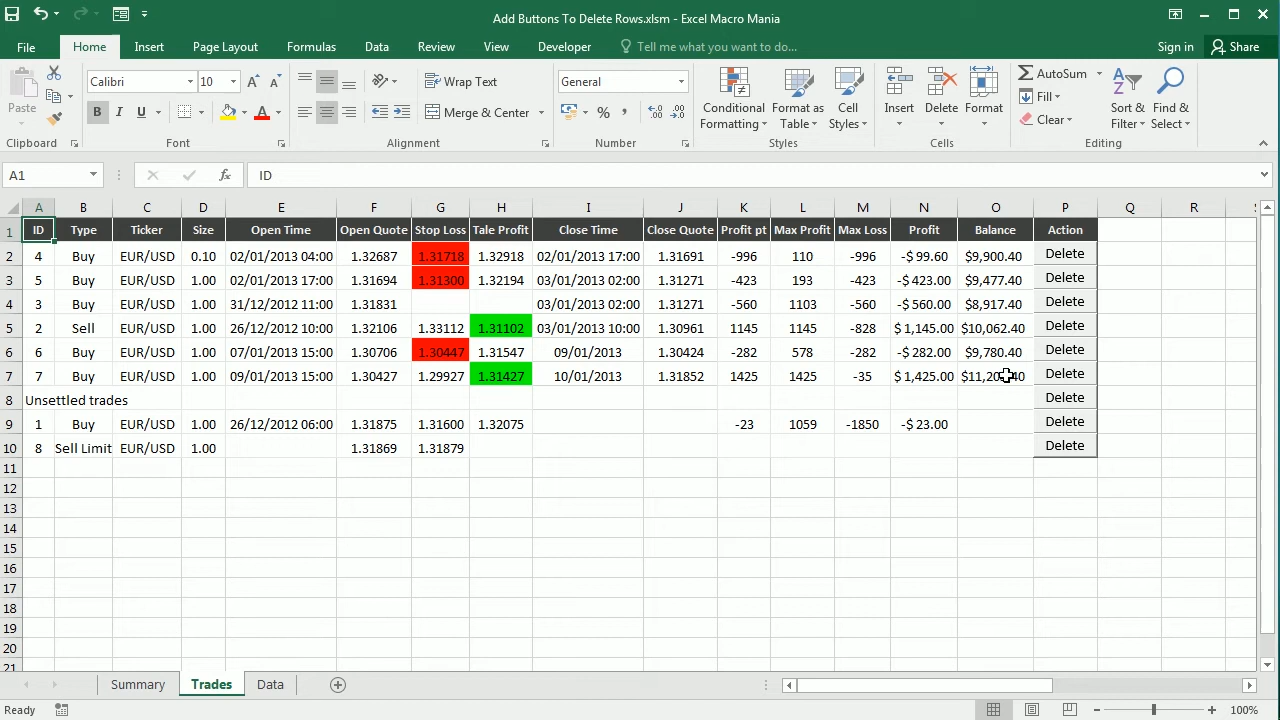 Add Buttons To Delete Rows.xlsm - Excel Macro Mania
File Home Insert Page Layout Formulas Data Review View Developer Tell me what you want to do... Sign in Share
Paste Calibri 10 Wrap Text General Conditional Format as Cell Insert Delete Format AutoSum Sort & Find &
B I U Merge & Center % Formatting Table Styles Fill Filter Select
Clear
Clipboard Font Alignment Number Styles Cells Editing
A1 fx ID
A B C D E F G H I J K L M N O P Q R
1 ID Type Ticker Size Open Time Open Quote Stop Loss Tale Profit Close Time Close Quote Profit pt Max Profit Max Loss Profit Balance Action
2 4 Buy EUR/USD 0.10 02/01/2013 04:00 1.32687 1.31718 1.32918 02/01/2013 17:00 1.31691 -996 110 -996 -$ 99.60 $9,900.40 Delete
3 5 Buy EUR/USD 1.00 02/01/2013 17:00 1.31694 1.31300 1.32194 03/01/2013 02:00 1.31271 -423 193 -423 -$ 423.00 $9,477.40 Delete
4 3 Buy EUR/USD 1.00 31/12/2012 11:00 1.31831 03/01/2013 02:00 1.31271 -560 1103 -560 -$ 560.00 $8,917.40 Delete
5 2 Sell EUR/USD 1.00 26/12/2012 10:00 1.32106 1.33112 1.31102 03/01/2013 10:00 1.30961 1145 1145 -828 $ 1,145.00 $10,062.40 Delete
6 6 Buy EUR/USD 1.00 07/01/2013 15:00 1.30706 1.30447 1.31547 09/01/2013 1.30424 -282 578 -282 -$ 282.00 $9,780.40 Delete
7 7 Buy EUR/USD 1.00 09/01/2013 15:00 1.30427 1.29927 1.31427 10/01/2013 1.31852 1425 1425 -35 $ 1,425.00 Delete
8 Unsettled trades Delete
9 1 Buy EUR/USD 1.00 26/12/2012 06:00 1.31875 1.31600 1.32075 -23 1059 -1850 -$ 23.00 Delete
10 8 Sell Limit EUR/USD 1.00 1.31869 1.31879 Delete
11
12
13
14
15
16
17
18
19
20
21
Summary Trades Data
Ready 100%